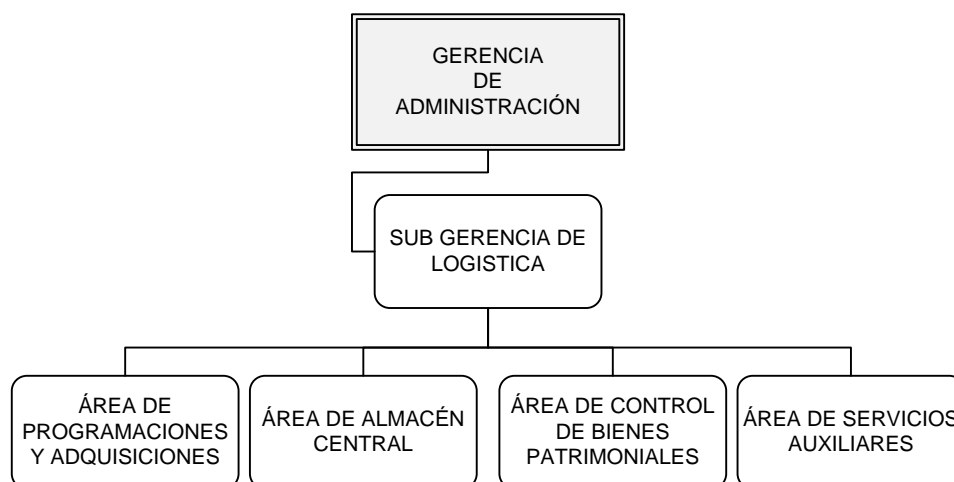 GERENCIA
DE
ADMINISTRACIÓN
SUB GERENCIA DE
LOGISTICA
ÁREA DE
PROGRAMACIONES
Y ADQUISICIONES
ÁREA DE ALMACÉN
CENTRAL
ÁREA DE CONTROL
DE BIENES
PATRIMONIALES
ÁREA DE SERVICIOS
AUXILIARES